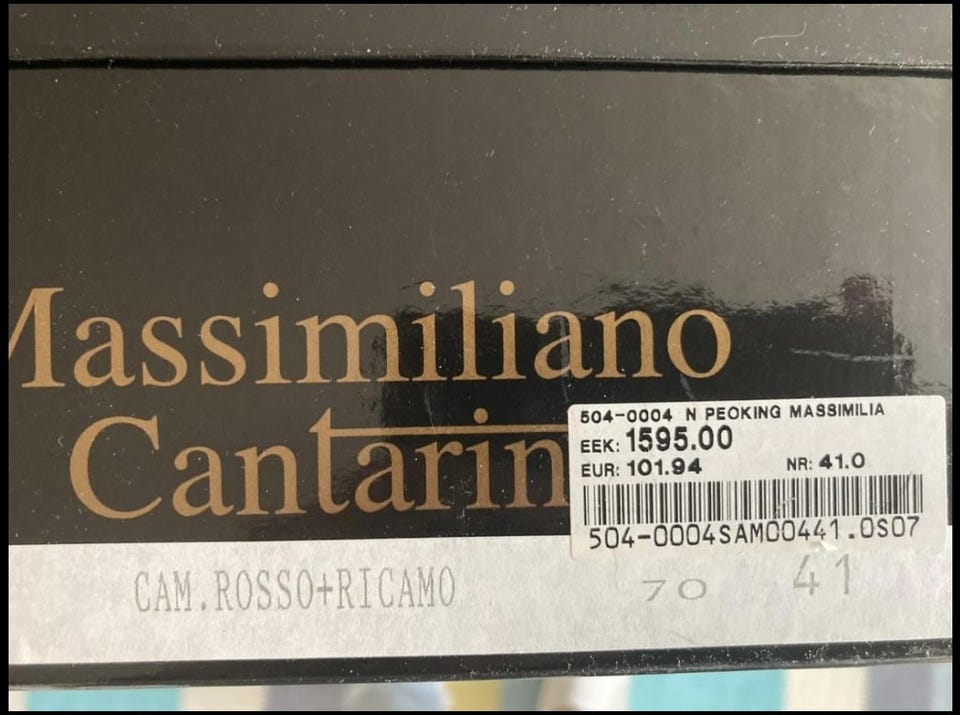 Massimiliano
Cantarin
504-0004 N PEOKING MASSIMILIA
EEK: 1595.00
EUR: 101.94 NR: 41.0
504-0004SAM00441.0S07
CAM.ROSSO+RICAMO 70 41